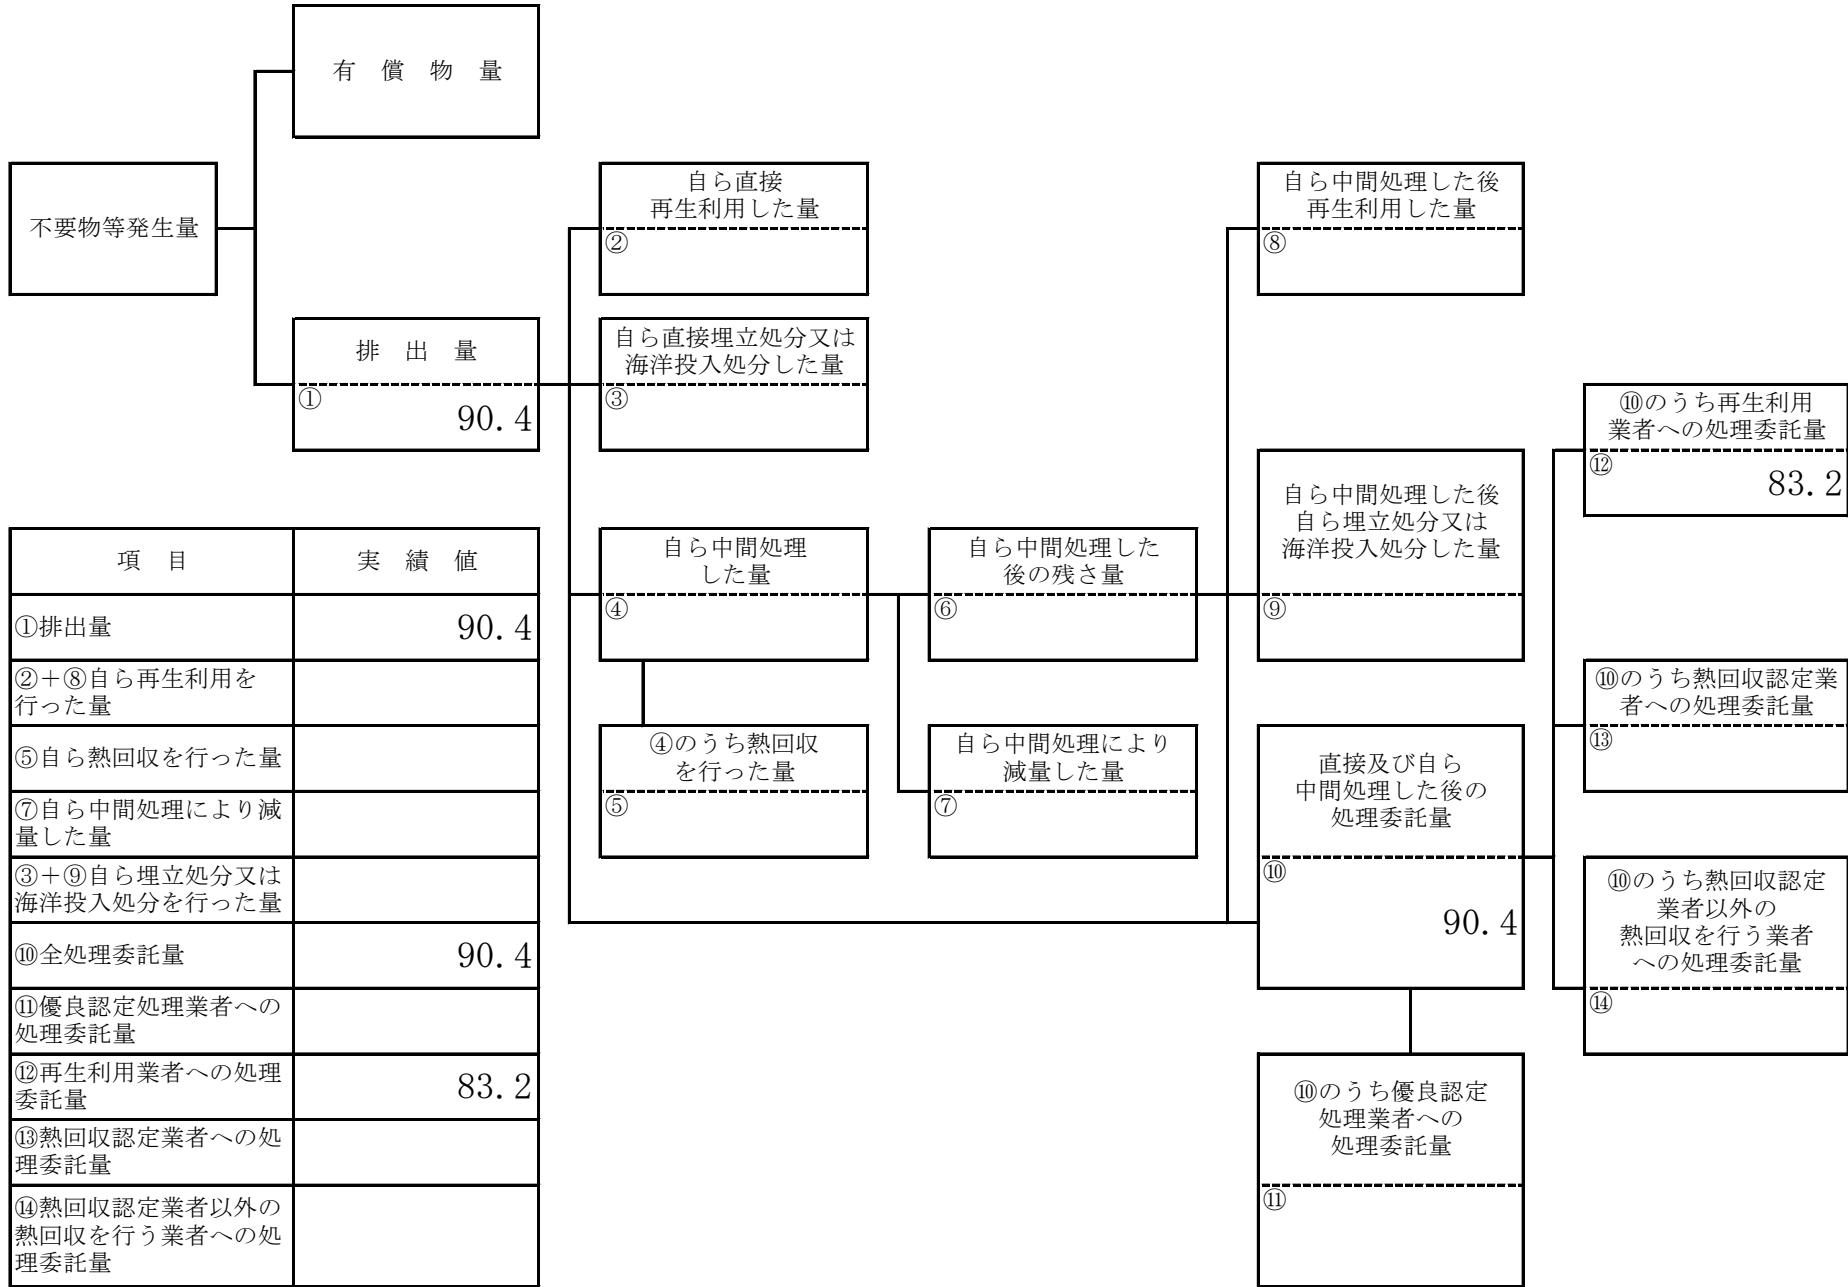 有 償 物 量
不要物等発生量
排 出 量
①
90.4
自ら直接
再生利用した量
②
自ら直接埋立処分又は
海洋投入処分した量
③
自ら中間処理
した量
④
④のうち熱回収
を行った量
⑤
自ら中間処理した
後の残さ量
⑥
自ら中間処理により
減量した量
⑦
自ら中間処理した後
再生利用した量
⑧
自ら中間処理した後
自ら埋立処分又は
海洋投入処分した量
⑨
直接及び自ら
中間処理した後の
処理委託量
⑩
90.4
⑩のうち優良認定
処理業者への
処理委託量
⑪
⑩のうち再生利用
業者への処理委託量
⑫
83.2
⑩のうち熱回収認定業
者への処理委託量
⑬
⑩のうち熱回収認定
業者以外の
熱回収を行う業者
への処理委託量
⑭
項 目
実 績 値
①排出量
90.4
②＋⑧自ら再生利用を
行った量
⑤自ら熱回収を行った量
⑦自ら中間処理により減
量した量
③＋⑨自ら埋立処分又は
海洋投入処分を行った量
⑩全処理委託量
90.4
⑪優良認定処理業者への
処理委託量
⑫再生利用業者への処理
委託量
83.2
⑬熱回収認定業者への処
理委託量
⑭熱回収認定業者以外の
熱回収を行う業者への処
理委託量